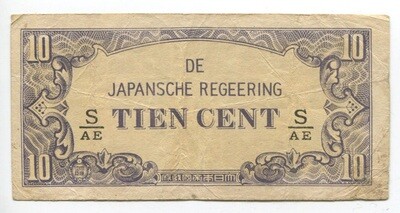 10 10
DE
JAPANSCHE REGEERING
S TIEN CENT S
AE AE
10 10